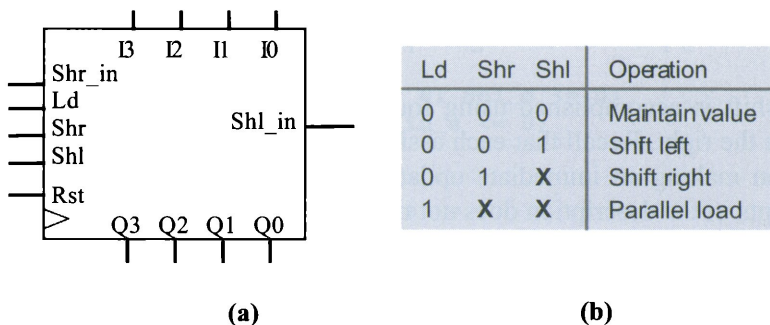 I3 I2 I1 I0
Shr_in
Ld
Shr
Shl
Rst
Shl_in
Q3 Q2 Q1 Q0
(a)
Ld Shr Shl Operation
0 0 0 Maintain value
0 0 1 Shift left
0 1 X Shift right
1 X X Parallel load
(b)